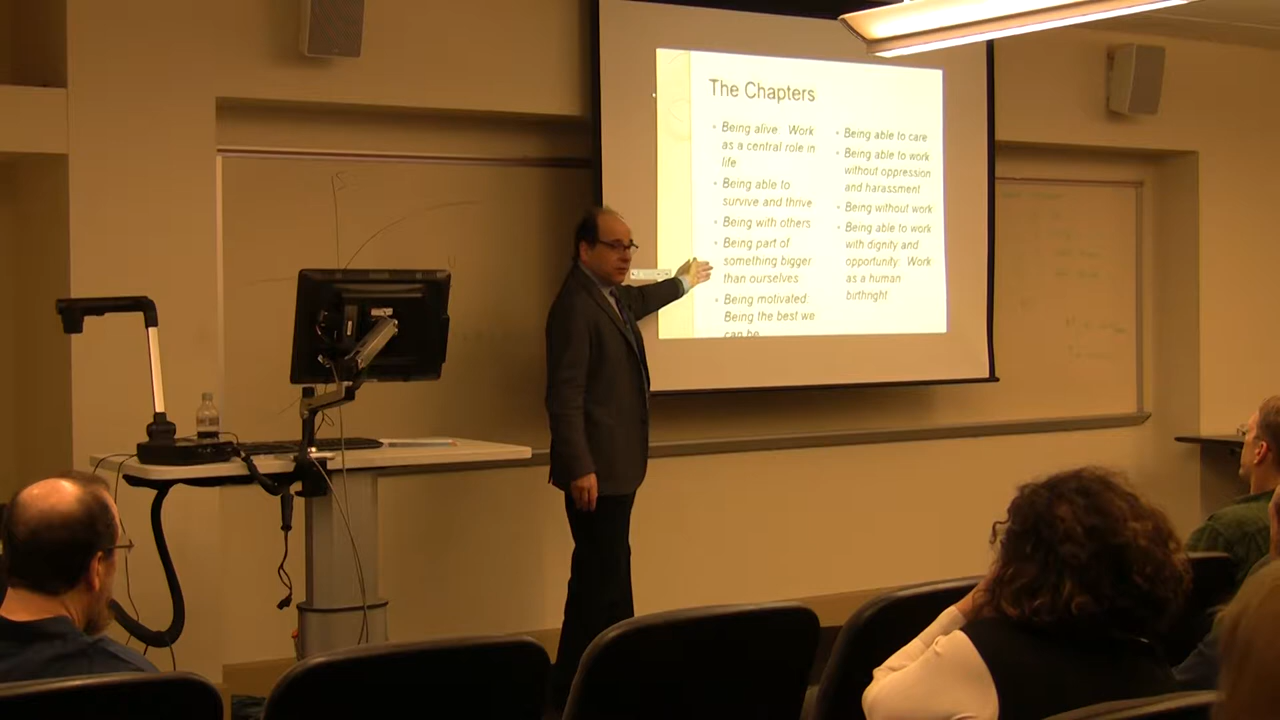 The Chapters
Being alive: Work
as a central role in
life
Being able to
survive and thrive
Being with others
Being part of
something bigger
than ourselves
Being motivated:
Being the best we
can be
Being able to care
Being able to work
without oppression
and harassment
Being without work
Being able to work
with dignity and
opportunity: Work
as a human
birthright